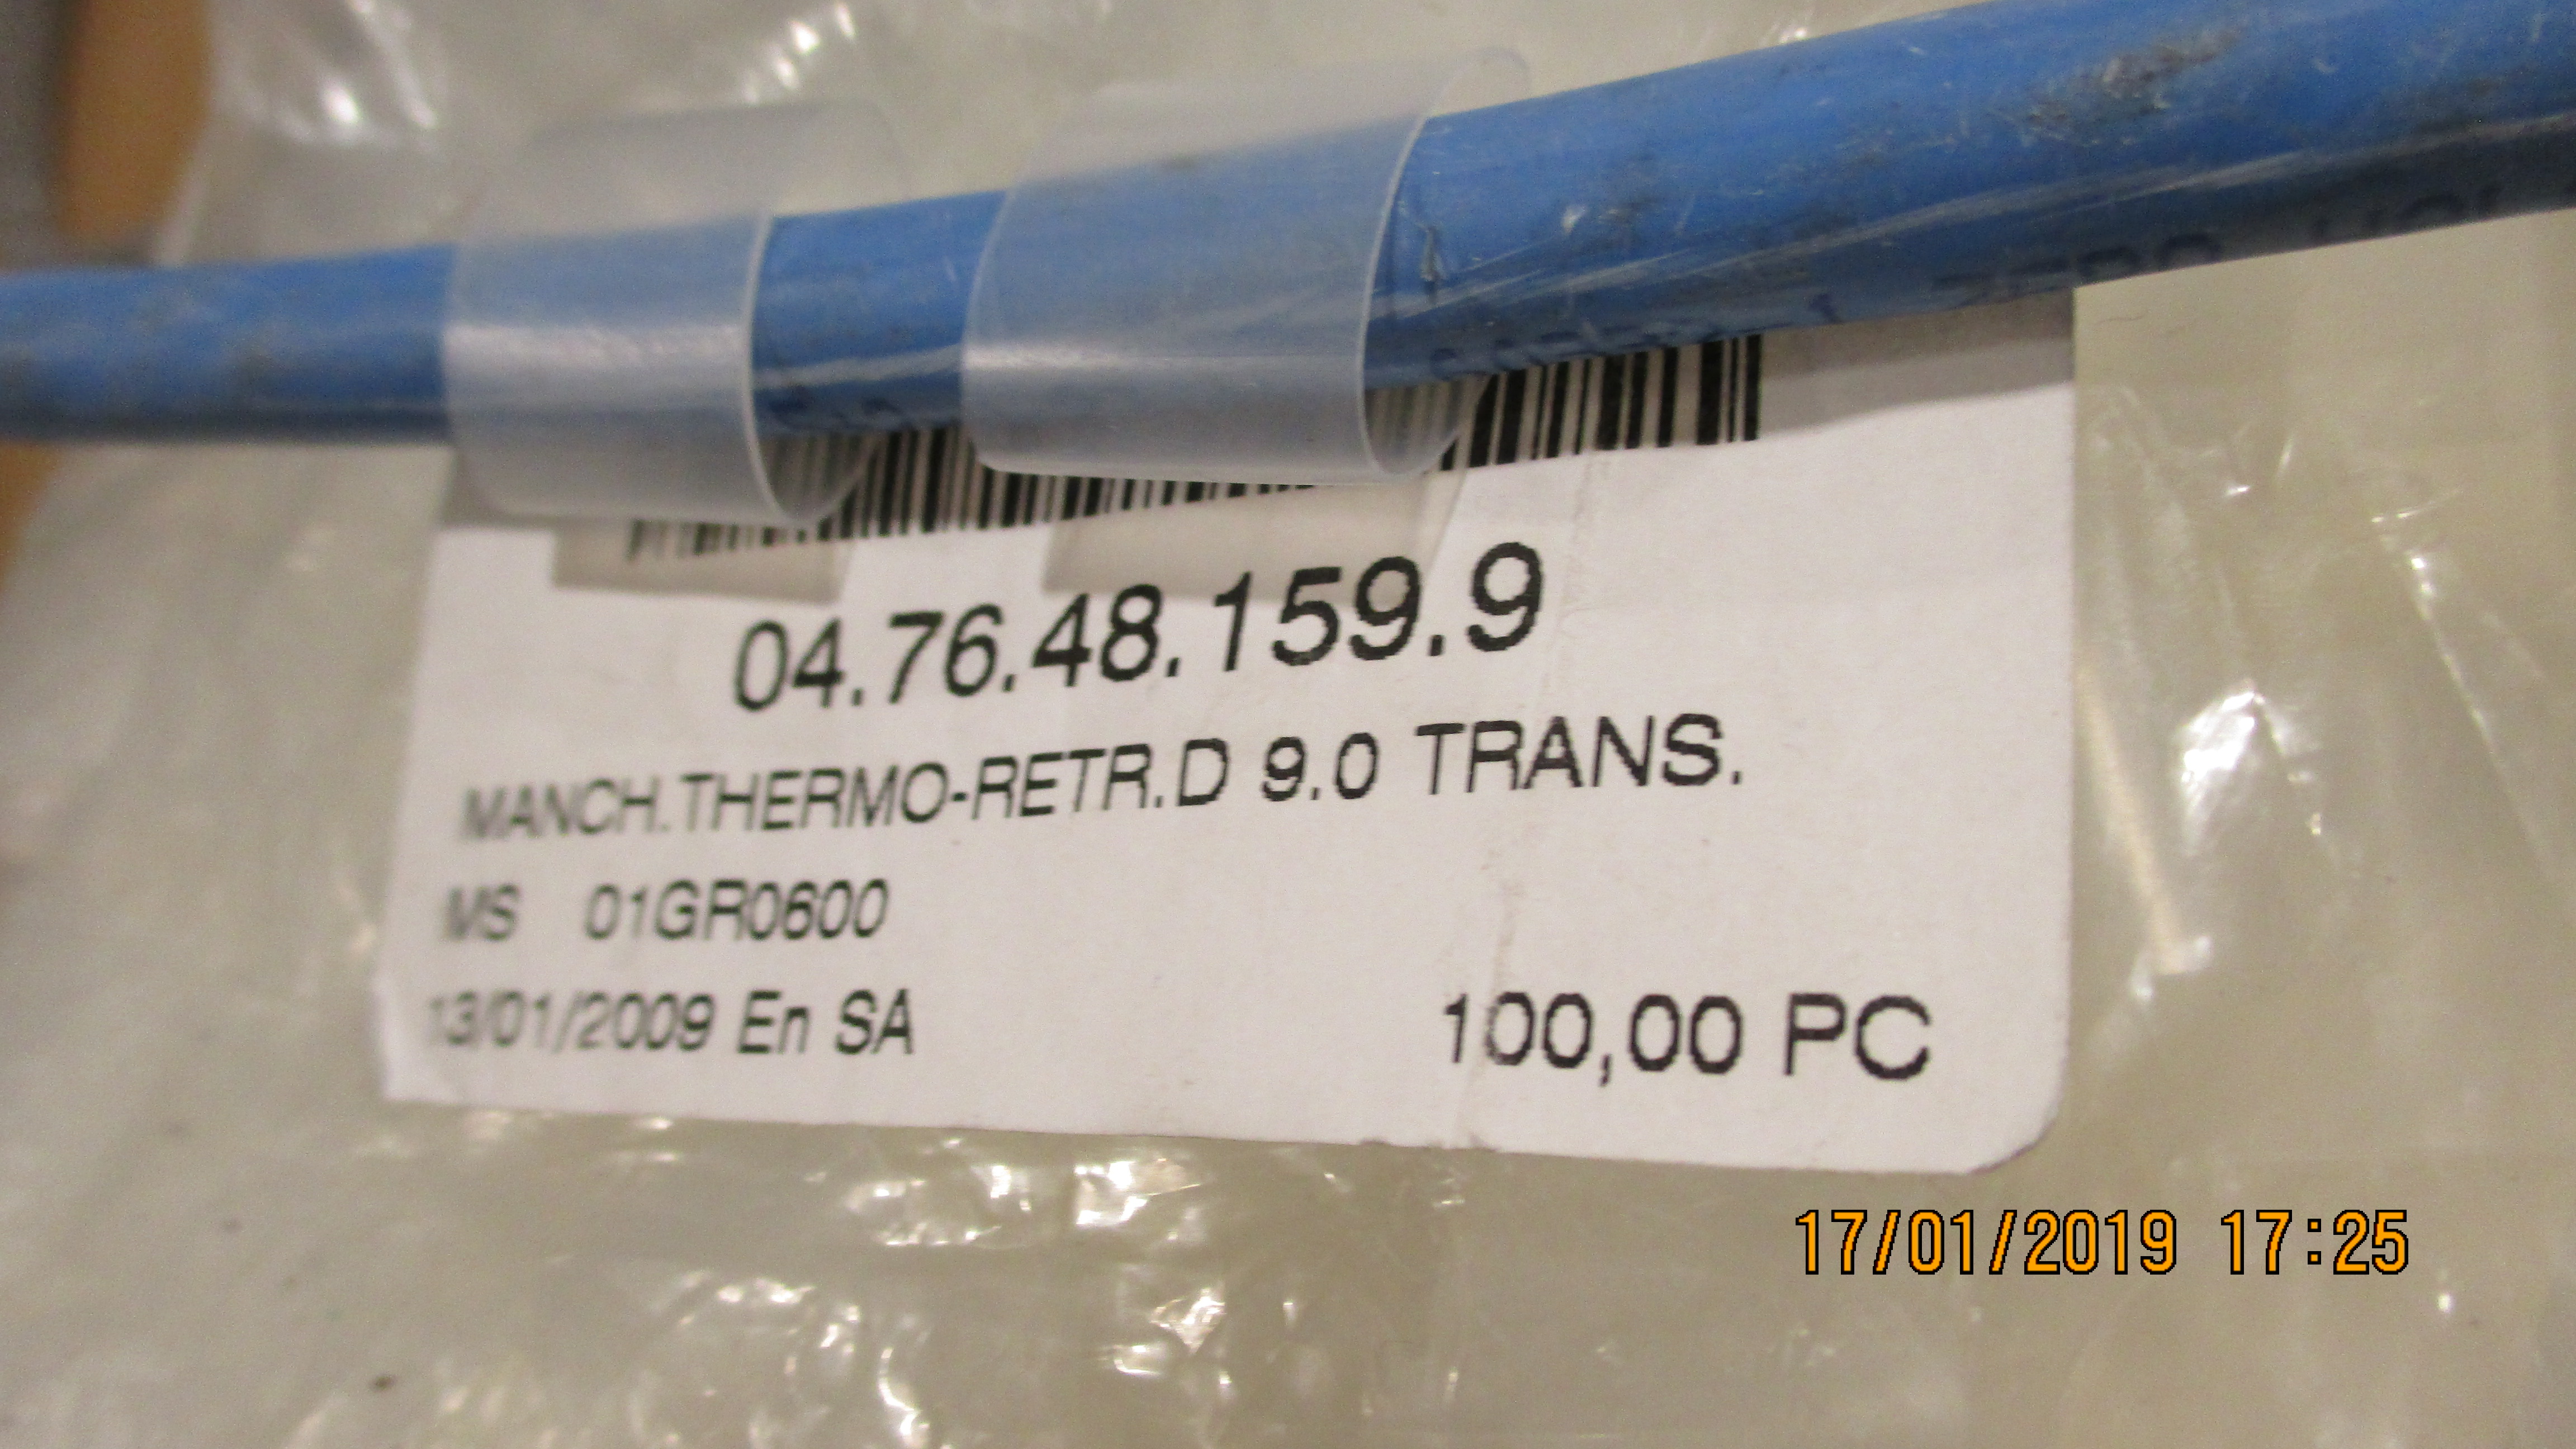 04.76.48.159.9
MANCH.THERMO-RETR.D 9.0 TRANS.
MS 01GR0600
13/01/2009 En SA
100,00 PC
17/01/2019 17:25